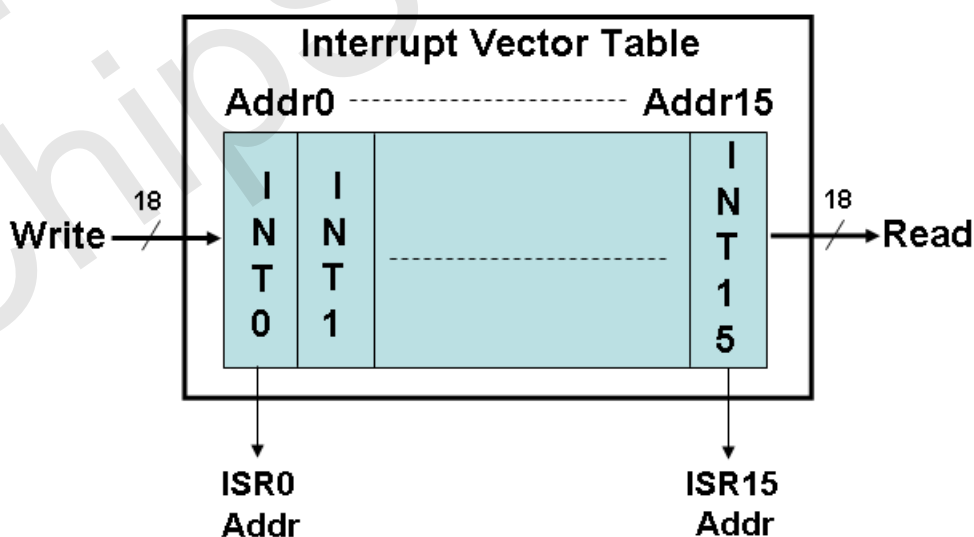 Interrupt Vector Table
Addr0 Addr15
I
N
T
0
I
N
T
1
I
N
T
1
5
18
Write
18
Read
ISR0
Addr
ISR15
Addr